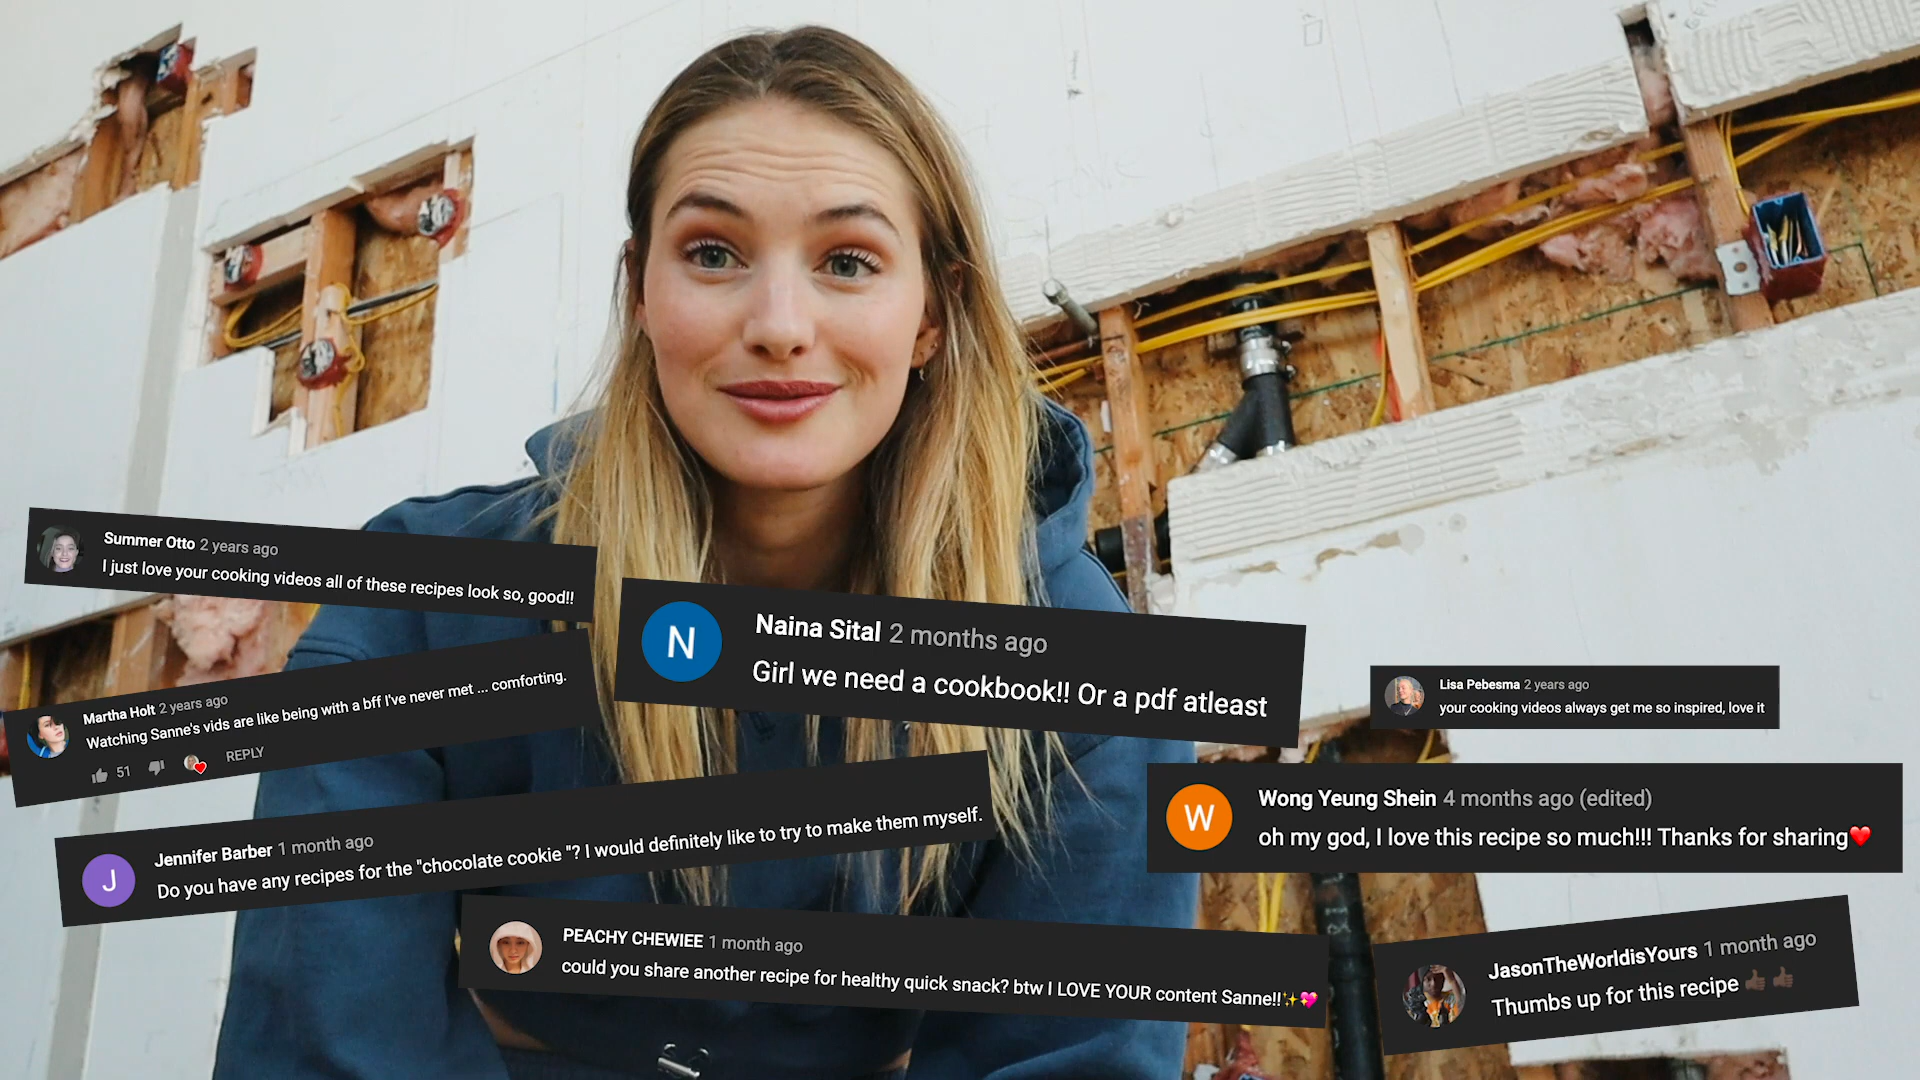 Summer Otto 2 years ago
I just love your cooking videos all of these recipes look so, good!!
N
Naina Sital 2 months ago
Girl we need a cookbook!! Or a pdf atleast
Martha Holt 2 years ago
Watching Sanne's vids are like being with a bff I've never met ... comforting.
51
REPLY
Lisa Pebesma 2 years ago
your cooking videos always get me so inspired, love it
W
Wong Yeung Shein 4 months ago (edited)
oh my god, I love this recipe so much!!! Thanks for sharing❤️
J
Jennifer Barber 1 month ago
Do you have any recipes for the "chocolate cookie "? I would definitely like to try to make them myself.
PEACHY CHEWIEE 1 month ago
could you share another recipe for healthy quick snack? btw I LOVE YOUR content Sanne!!✨💖
JasonTheWorldisYours 1 month ago
Thumbs up for this recipe 👍🏿👍🏿